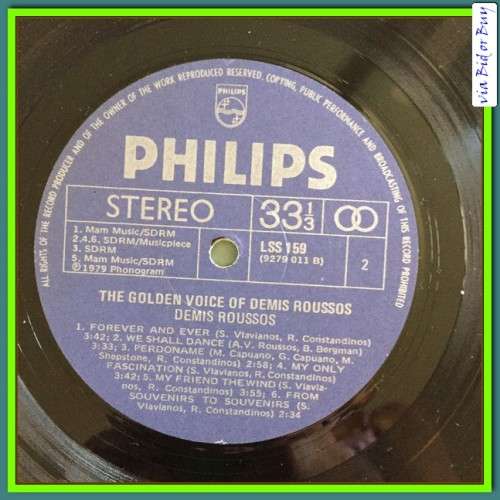 ALL RIGHTS OF THE RECORD PRODUCER AND OF THE OWNER OF THE WORK REPRODUCED RESERVED. COPYING, PUBLIC PERFORMANCE AND BROADCASTING OF THIS RECORD PROHIBITED
PHILIPS
PHILIPS
STEREO
33 1/3
1. Mam Music/SDRM
2.4.6. SDRM/Musicpiece
3. SDRM
5. Mam Music/SDRM
℗ 1979 Phonogram
LSS 159
(9279 011 B)
2
THE GOLDEN VOICE OF DEMIS ROUSSOS
DEMIS ROUSSOS
1. FOREVER AND EVER (S. Vlavianos, R. Constandinos)
3:42; 2. WE SHALL DANCE (A.V. Roussos, B. Bergman)
3:33; 3. PERDONAME (M. Capuano, G. Capuano, M.
Shepstone, R. Constandinos) 2:58; 4. MY ONLY
FASCINATION (S. Vlavianos, R. Constandinos)
3:42; 5. MY FRIEND THE WIND (S. Vlavia-
nos, R. Constandinos) 3:55; 6. FROM
SOUVENIRS TO SOUVENIRS (S.
Vlavianos, R. Constandinos) 2:34
via Bid or Buy